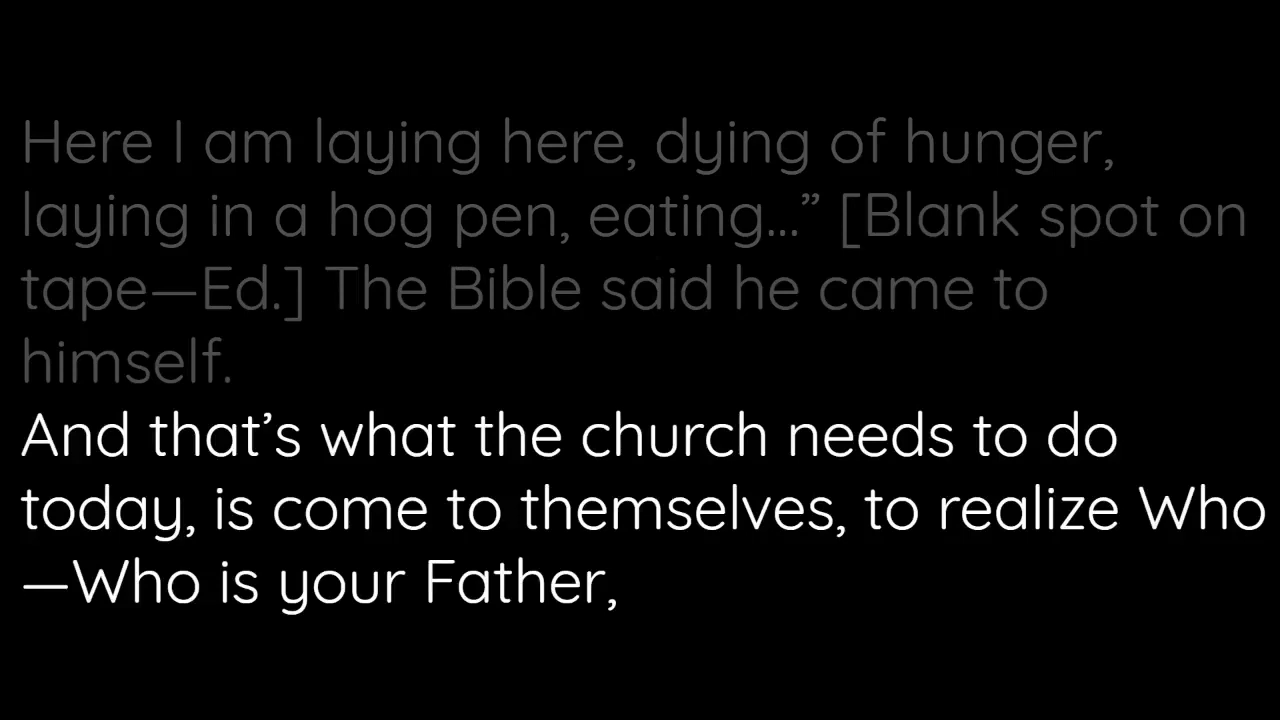 Here I am laying here, dying of hunger,
laying in a hog pen, eating...” [Blank spot on
tape—Ed.] The Bible said he came to
himself.
And that’s what the church needs to do
today, is come to themselves, to realize Who
—Who is your Father,